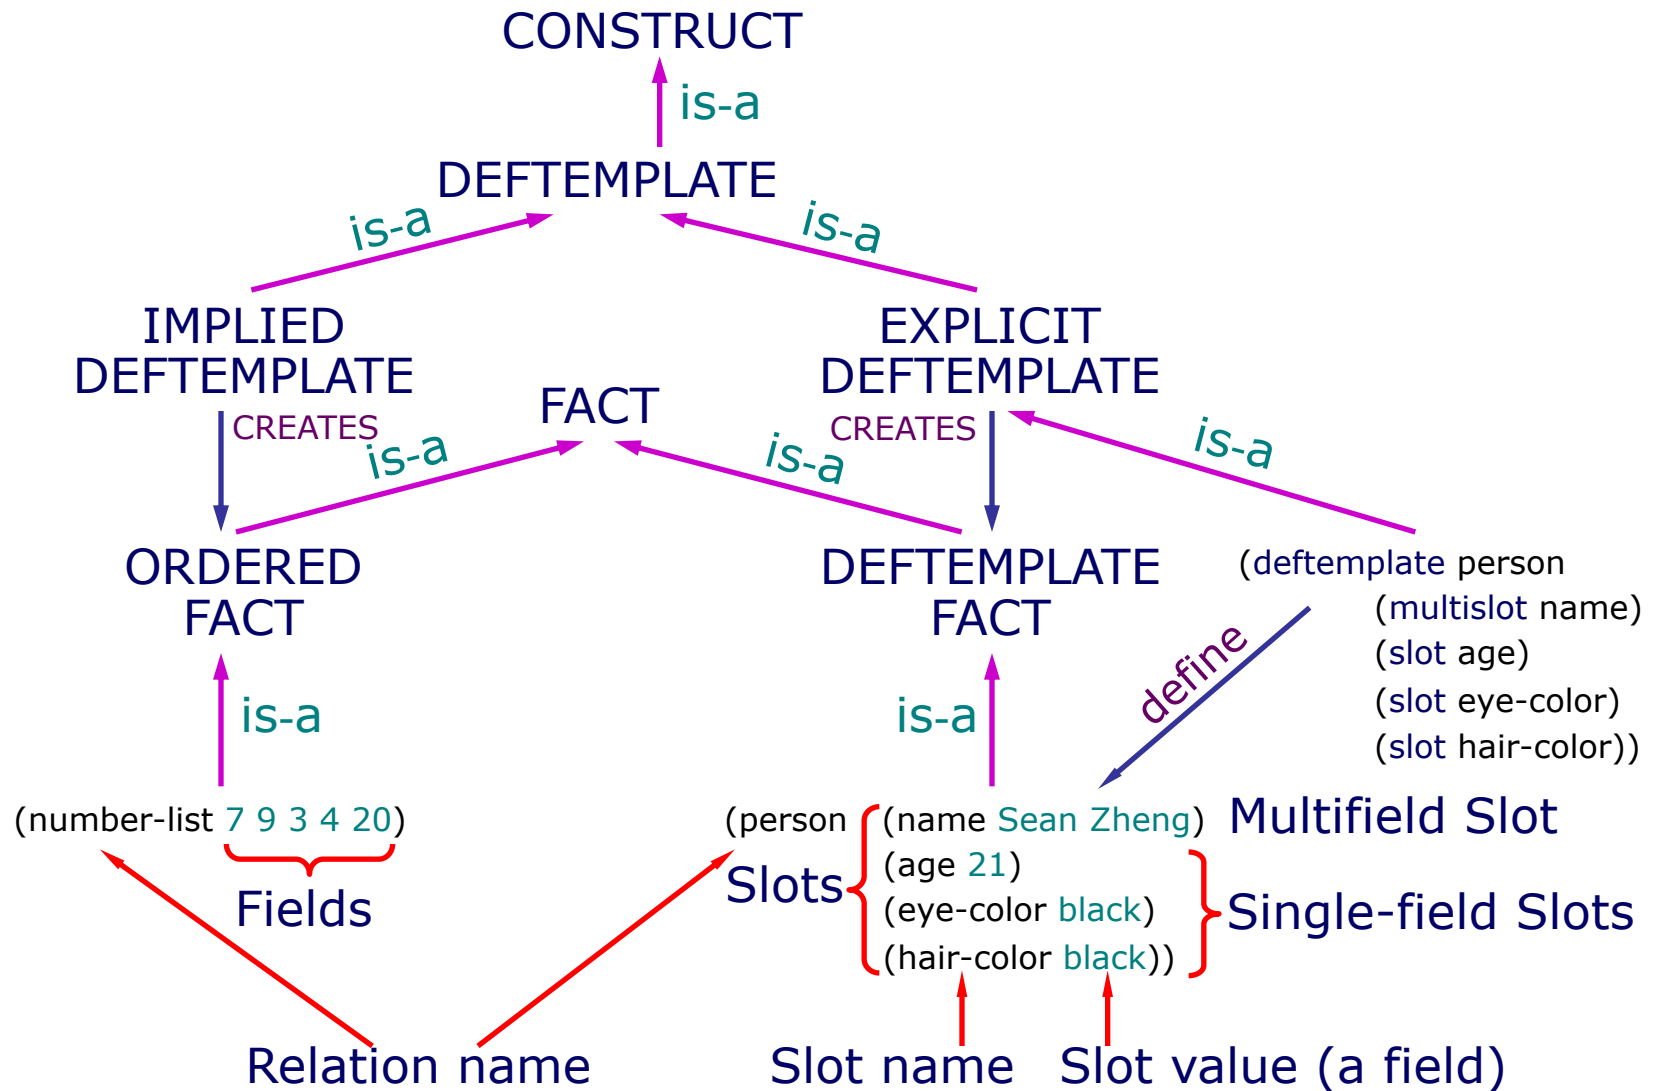 CONSTRUCT
is-a
DEFTEMPLATE
is-a
is-a
IMPLIED
DEFTEMPLATE
EXPLICIT
DEFTEMPLATE
FACT
CREATES
CREATES
is-a
is-a
is-a
ORDERED
FACT
DEFTEMPLATE
FACT
(deftemplate person
(multislot name)
(slot age)
(slot eye-color)
(slot hair-color))
define
is-a
is-a
(number-list 7 9 3 4 20)
Fields
(person (name Sean Zheng)
(age 21)
(eye-color black)
(hair-color black))
Slots
Multifield Slot
Single-field Slots
Relation name
Slot name
Slot value (a field)